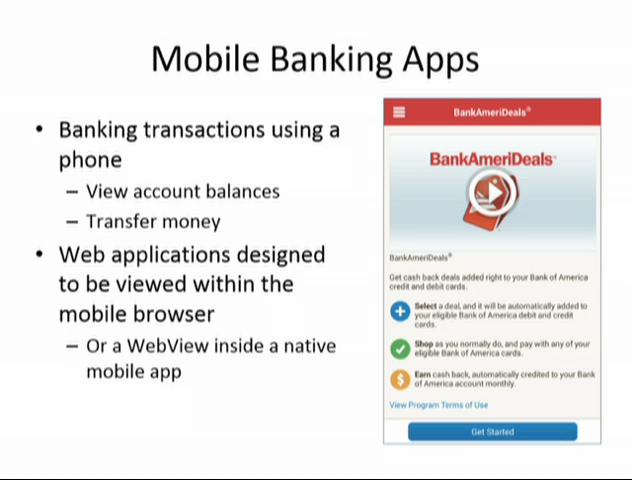 Mobile Banking Apps
• Banking transactions using a
phone
– View account balances
– Transfer money
• Web applications designed
to be viewed within the
mobile browser
– Or a WebView inside a native
mobile app
BankAmeriDeals®
BankAmeriDeals™
BankAmeriDeals®
Get cash back deals added right to your Bank of America
credit and debit cards.
Select a deal, and it will be automatically added to
your eligible Bank of America debit and credit
cards.
Shop as you normally do, and pay with any of your
eligible Bank of America cards.
$
Earn cash back, automatically credited to your Bank
of America account monthly.
View Program Terms of Use
Get Started